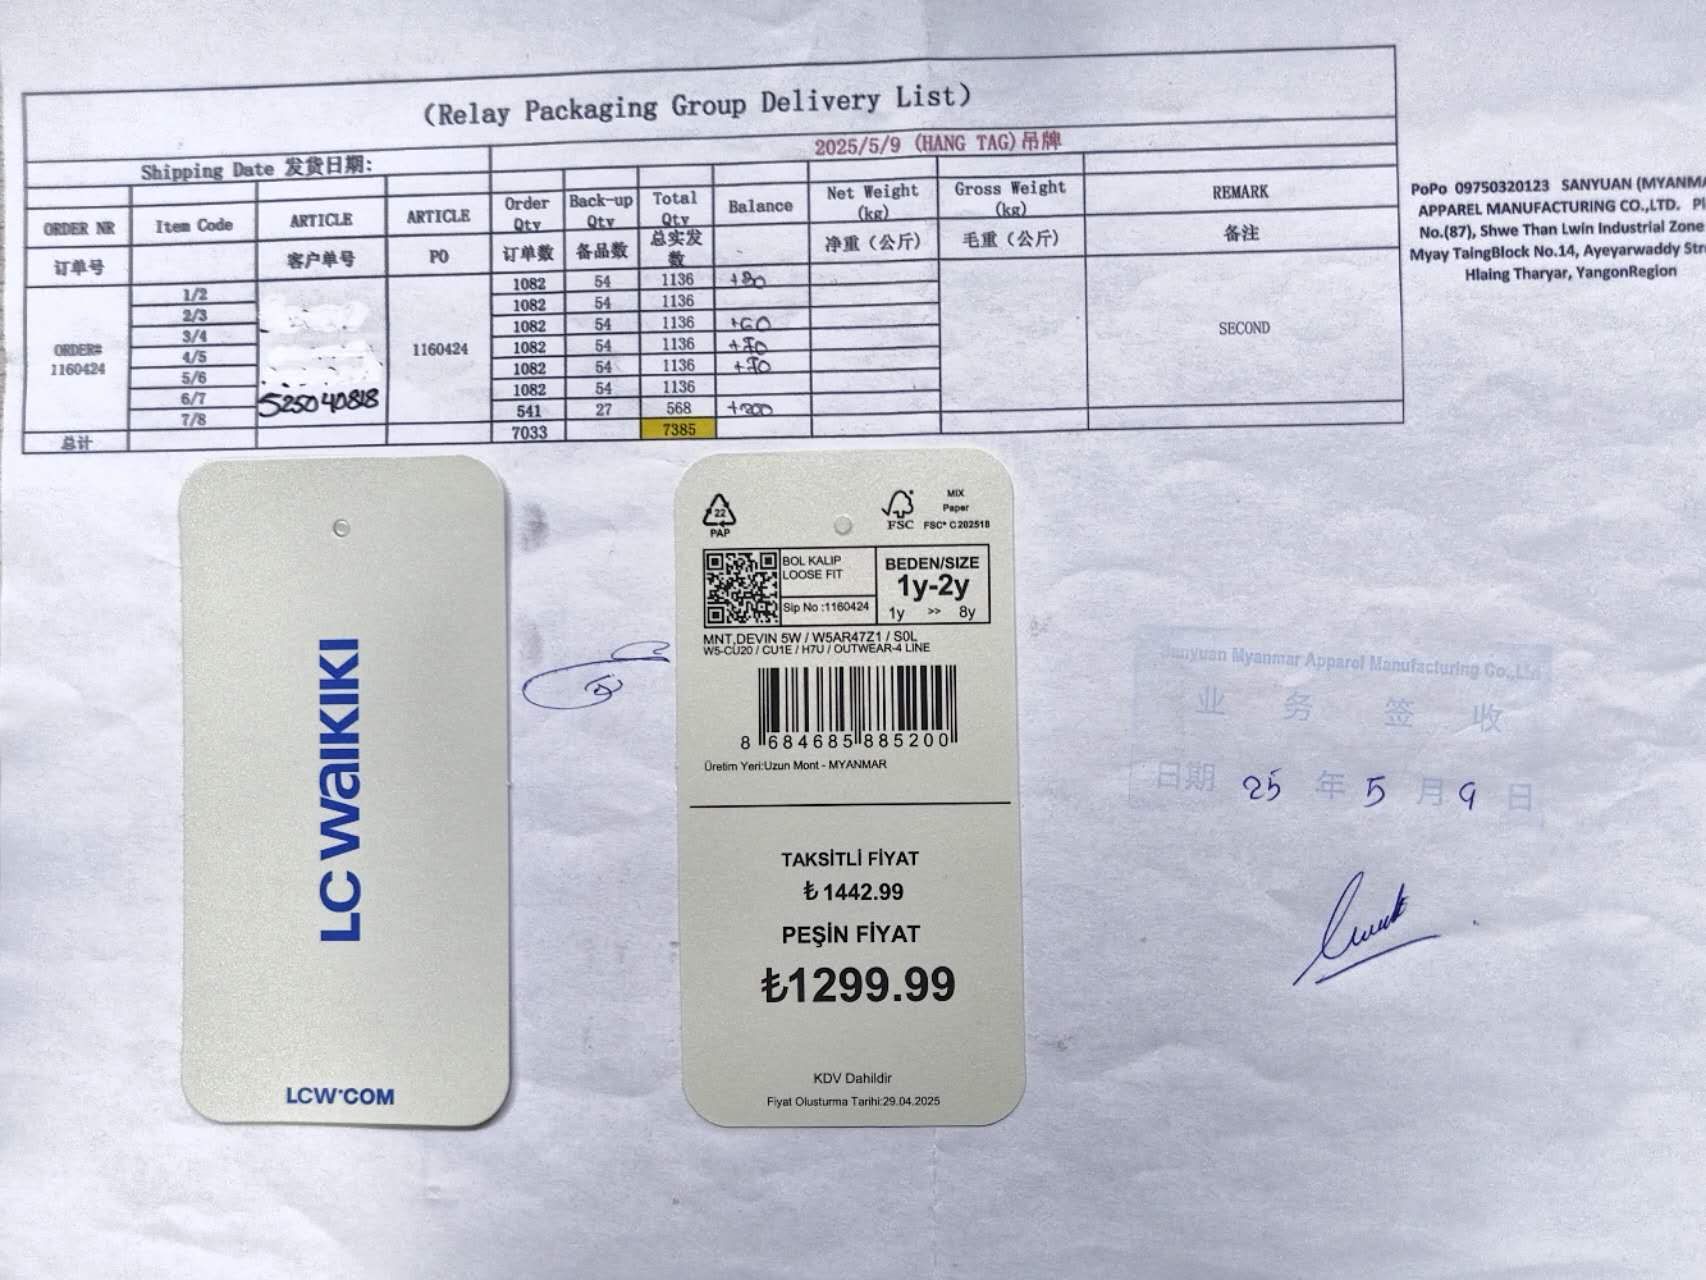 (Relay Packaging Group Delivery List)
Shipping Date 发货日期: 2025/5/9 (HANG TAG)吊牌
ORDER NR Item Code ARTICLE ARTICLE Order Qty Back-up Qty Total Qty Balance Net Weight (kg) Gross Weight (kg) REMARK
订单号 客户单号 PO 订单数 备品数 总实发数 净重（公斤） 毛重（公斤） 备注
ORDER# 1160424
5250 40818
1160424
SECOND
1/2 1082 54 1136 +80
2/3 1082 54 1136
3/4 1082 54 1136 +60
4/5 1082 54 1136 +70
5/6 1082 54 1136 +70
6/7 1082 54 1136
7/8 541 27 568 +200
总计 7033 7385
PoPo 09750320123 SANYUAN (MYANMA
APPAREL MANUFACTURING CO.,LTD. Pl
No.(87), Shwe Than Lwin Industrial Zone
Myay TaingBlock No.14, Ayeyarwaddy Str
Hlaing Tharyar, YangonRegion
LC WAIKIKI
LCW•COM
22
PAP
FSC
MIX
Paper
FSC® C202518
BOL KALIP
LOOSE FIT
Sip No :1160424
BEDEN/SIZE
1y-2y
1y >> 8y
MNT,DEVIN 5W / W5AR47Z1 / S0L
W5-CU20 / CU1E / H7U / OUTWEAR-4 LINE
8 684685 885200
Üretim Yeri:Uzun Mont - MYANMAR
TAKSİTLİ FİYAT
₺ 1442.99
PEŞİN FİYAT
₺1299.99
KDV Dahildir
Fiyat Olusturma Tarihi:29.04.2025
Sanyuan Myanmar Apparel Manufacturing Co.,Ltd
业 务 签 收
日期 25 年 5 月 9 日